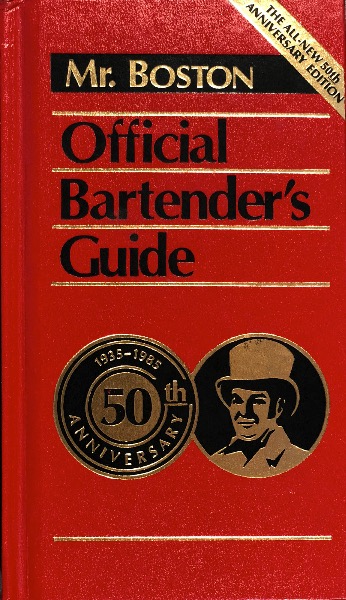 THE ALL-NEW 50th
ANNIVERSARY EDITION
Mr. BOSTON
Official
Bartender's
Guide
1935-1985
50th
ANNIVERSARY